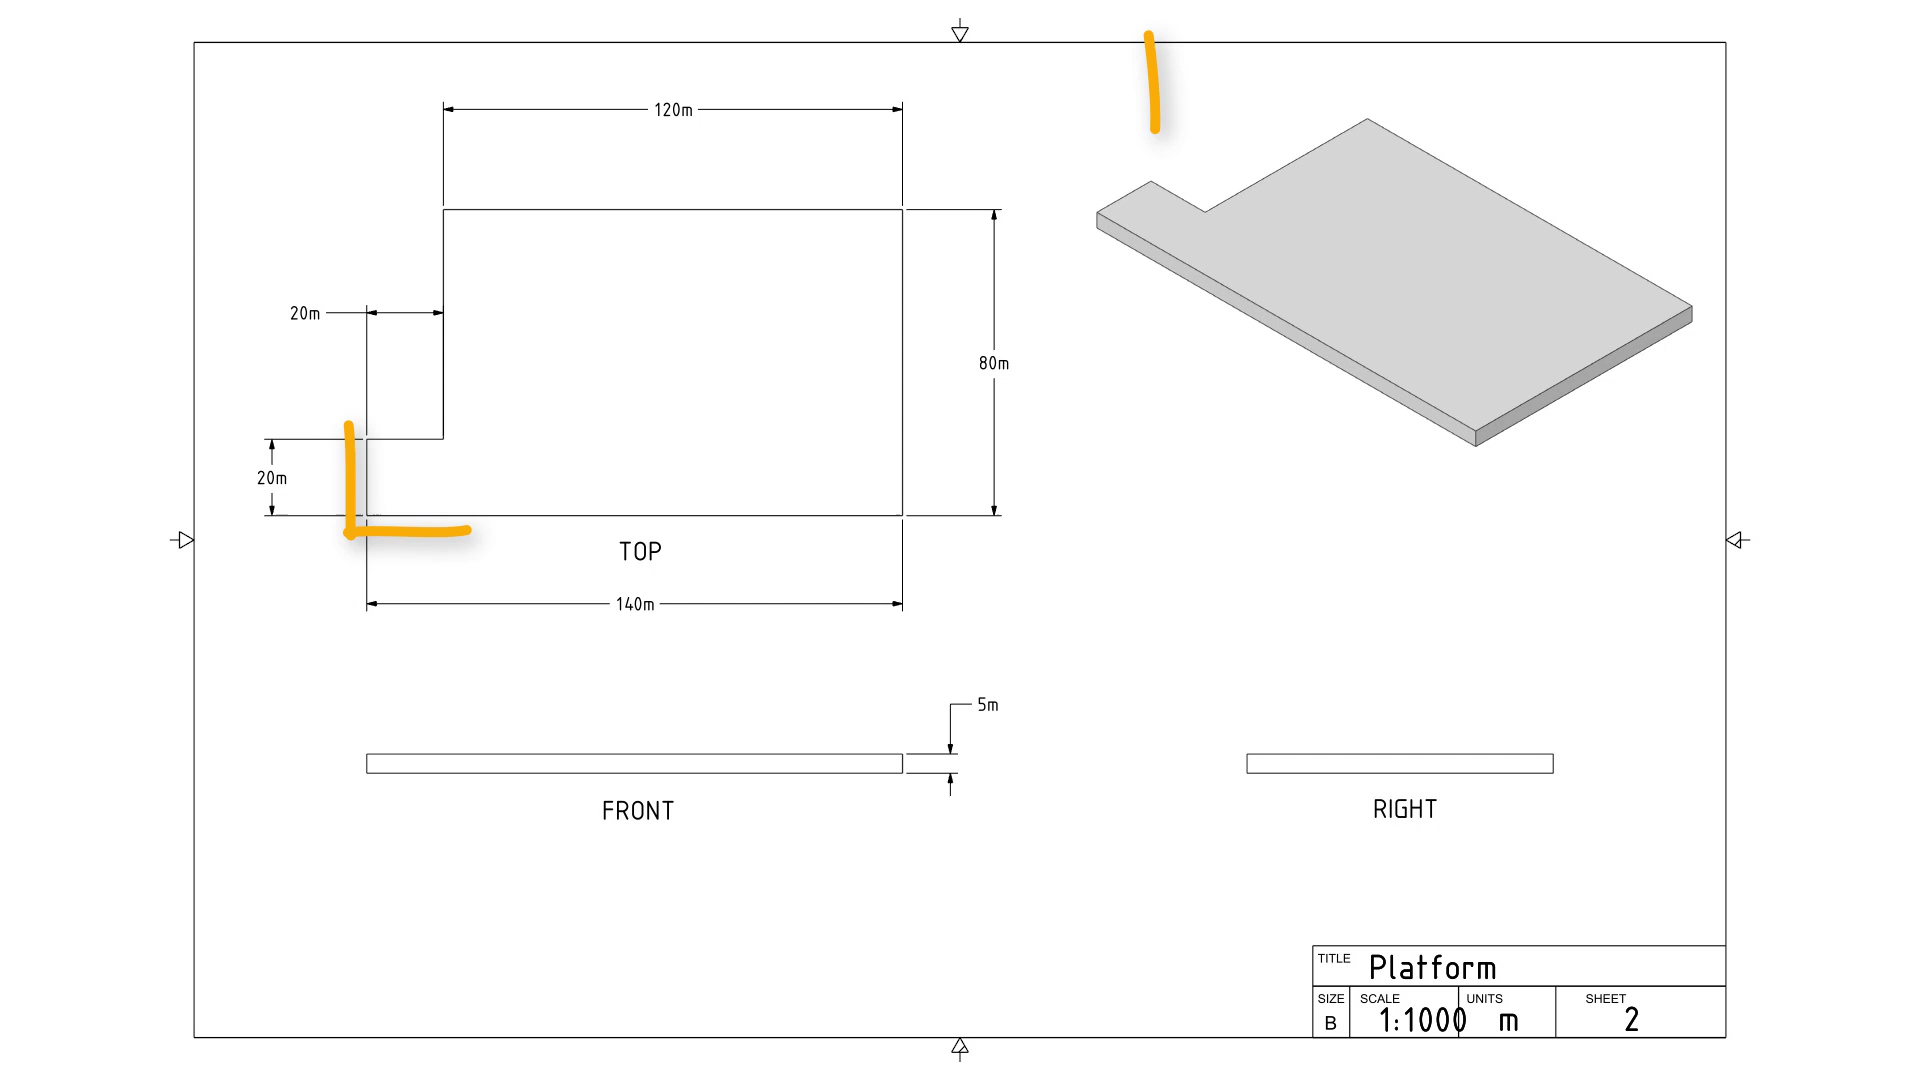 120m
20m
80m
20m
TOP
140m
5m
FRONT
RIGHT
TITLE Platform
SIZE SCALE UNITS SHEET
B 1:1000 m 2